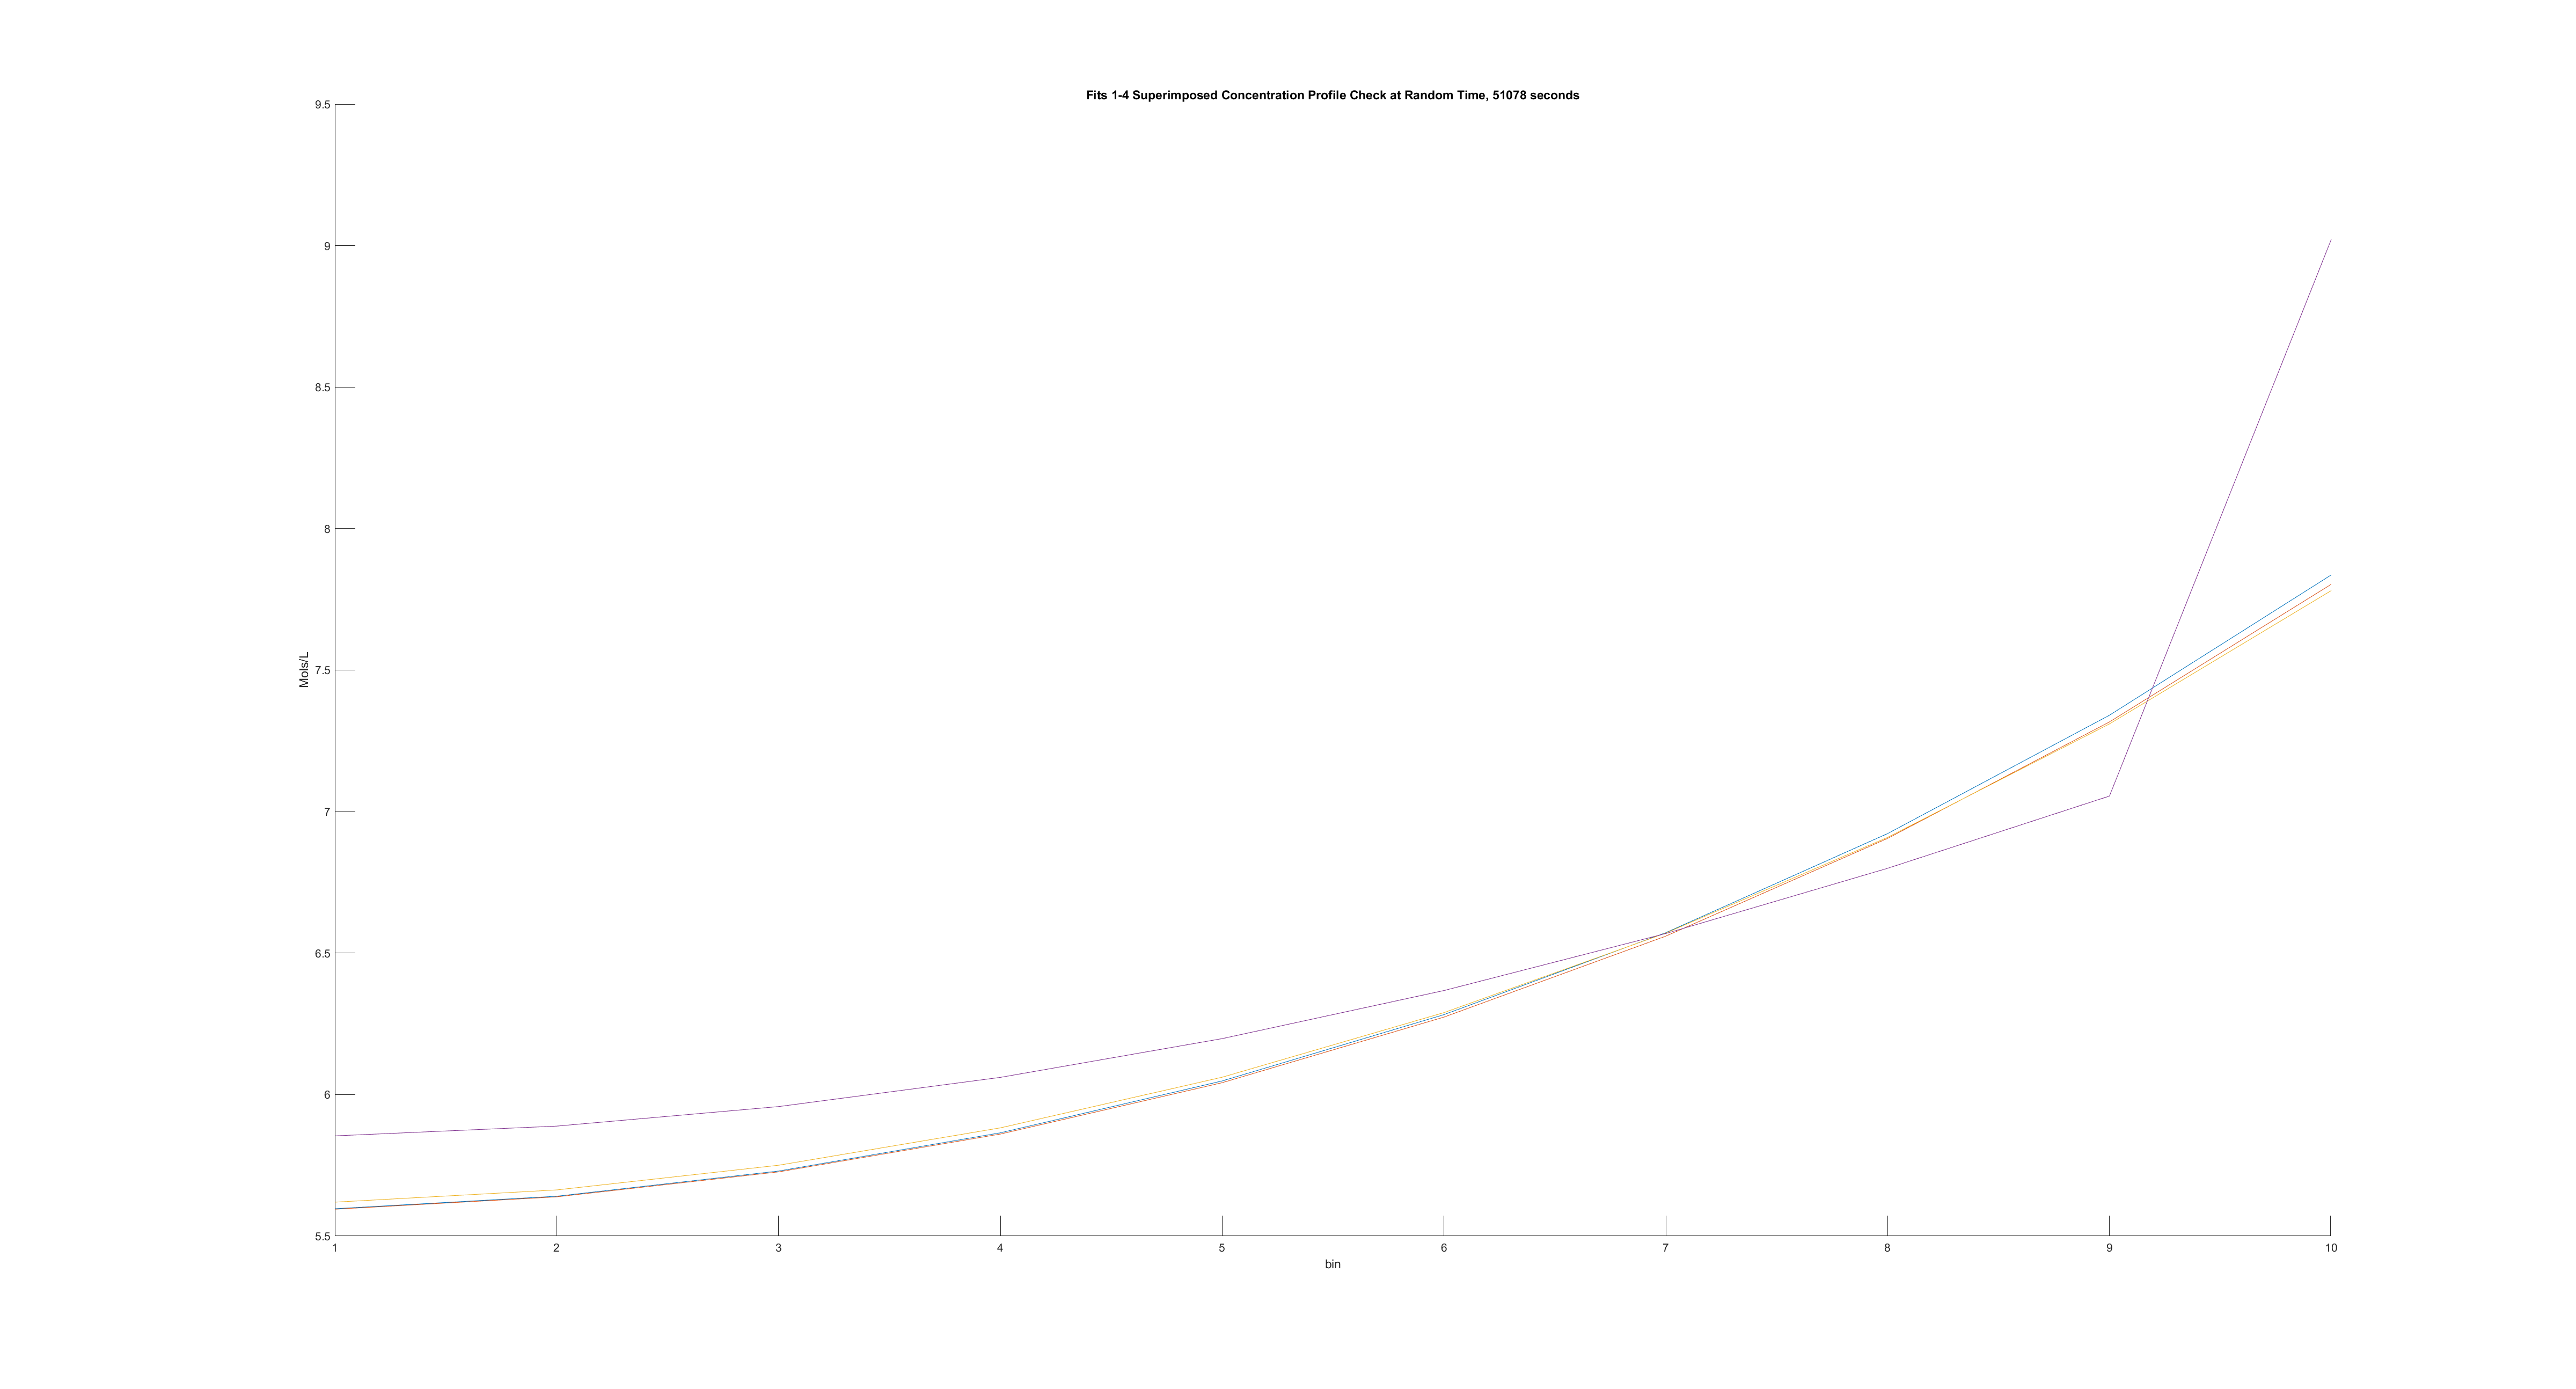 Fits 1-4 Superimposed Concentration Profile Check at Random Time, 51078 seconds
9.5
9
8.5
8
7.5
7
6.5
6
5.5
Mols/L
1 2 3 4 5 6 7 8 9 10
bin